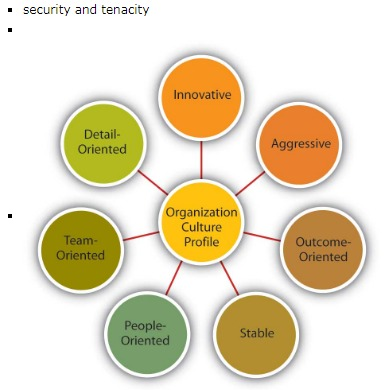 security and tenacity
Innovative
Detail-
Oriented
Aggressive
Organization
Culture
Profile
Team-
Oriented
Outcome-
Oriented
People-
Oriented
Stable